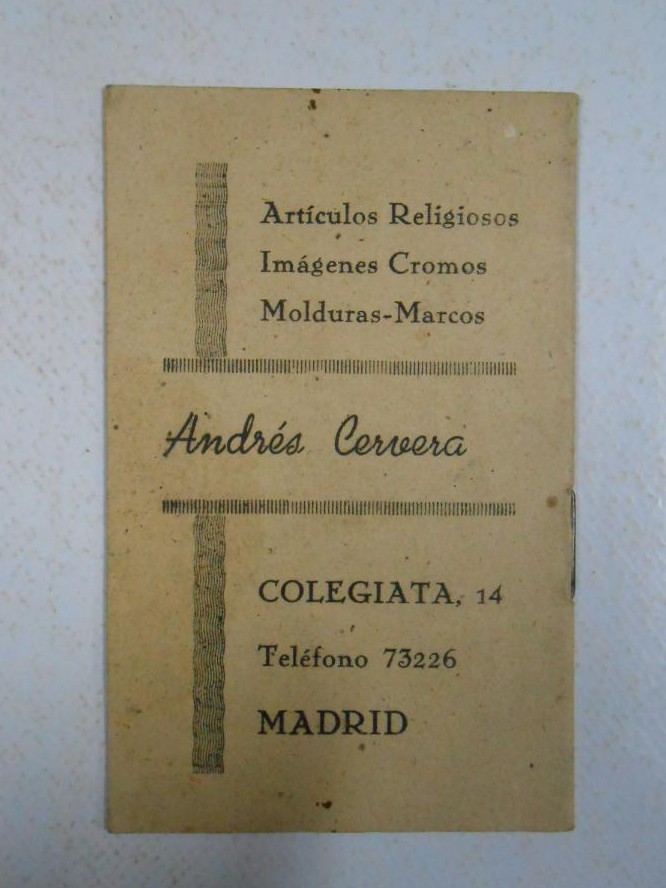 Artículos Religiosos
Imágenes Cromos
Molduras-Marcos
Andrés Cervera
COLEGIATA, 14
Teléfono 73226
MADRID